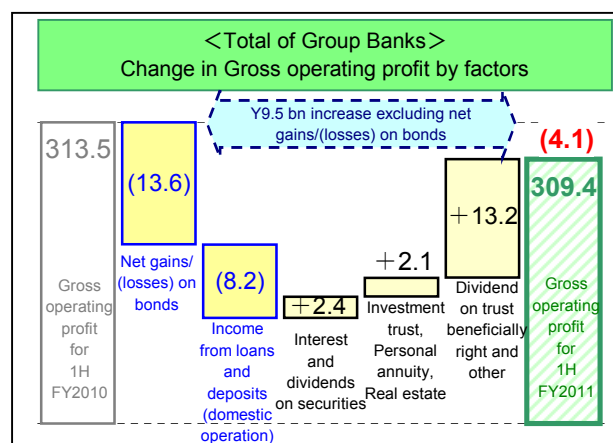 <Total of Group Banks>
Change in Gross operating profit by factors
Y9.5 bn increase excluding net
gains/(losses) on bonds
313.5
Gross
operating
profit
for
1H
FY2010
(13.6)
Net gains/
(losses) on
bonds
(8.2)
Income
from loans
and
deposits
(domestic
operation)
+2.4
Interest
and
dividends
on securities
+2.1
Investment
trust,
Personal
annuity,
Real estate
+13.2
Dividend
on trust
beneficially
right and
other
(4.1)
309.4
Gross
operating
profit
for
1H
FY2011